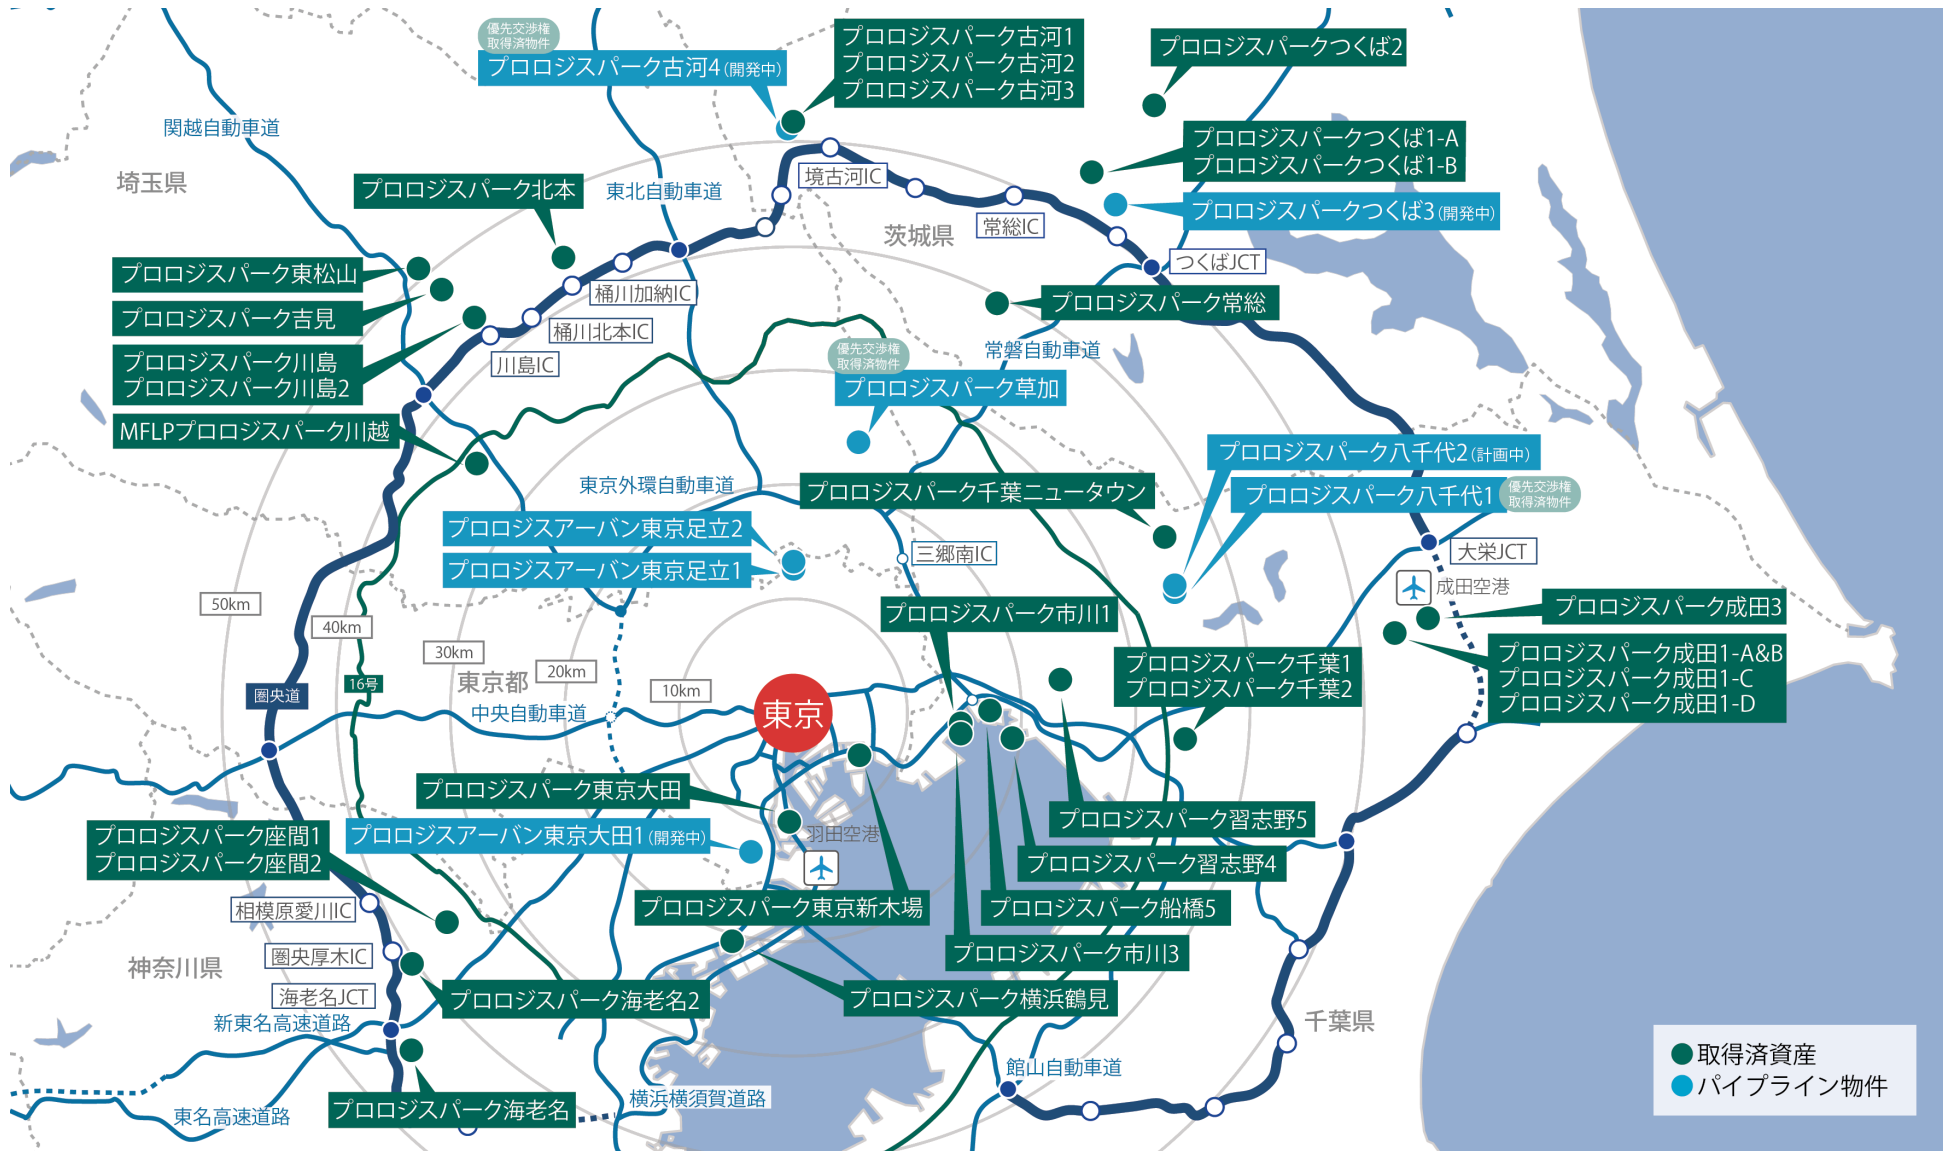 優先交渉権
取得済物件
プロロジスパーク古河4（開発中）
プロロジスパーク古河1
プロロジスパーク古河2
プロロジスパーク古河3
プロロジスパークつくば2
関越自動車道
プロロジスパークつくば1-A
プロロジスパークつくば1-B
埼玉県
プロロジスパーク北本
東北自動車道
境古河IC
プロロジスパークつくば3（開発中）
常総IC
茨城県
つくばJCT
プロロジスパーク東松山
桶川加納IC
プロロジスパーク常総
プロロジスパーク吉見
桶川北本IC
常磐自動車道
優先交渉権
取得済物件
プロロジスパーク川島
プロロジスパーク川島2
川島IC
プロロジスパーク草加
MFLPプロロジスパーク川越
プロロジスパーク八千代2（計画中）
東京外環自動車道
プロロジスパーク千葉ニュータウン
プロロジスパーク八千代1
優先交渉権
取得済物件
プロロジスアーバン東京足立2
三郷南IC
大栄JCT
プロロジスアーバン東京足立1
成田空港
50km
40km
30km
20km
10km
プロロジスパーク市川1
プロロジスパーク成田3
プロロジスパーク成田1-A&B
プロロジスパーク成田1-C
プロロジスパーク成田1-D
プロロジスパーク千葉1
プロロジスパーク千葉2
東京都
16号
圏央道
中央自動車道
東京
プロロジスパーク東京大田
プロロジスパーク習志野5
プロロジスパーク座間1
プロロジスパーク座間2
プロロジスアーバン東京大田1（開発中）
羽田空港
プロロジスパーク習志野4
相模原愛川IC
プロロジスパーク東京新木場
プロロジスパーク船橋5
圏央厚木IC
プロロジスパーク市川3
神奈川県
海老名JCT
プロロジスパーク海老名2
プロロジスパーク横浜鶴見
新東名高速道路
千葉県
館山自動車道
取得済資産
パイプライン物件
東名高速道路
プロロジスパーク海老名
横浜横須賀道路